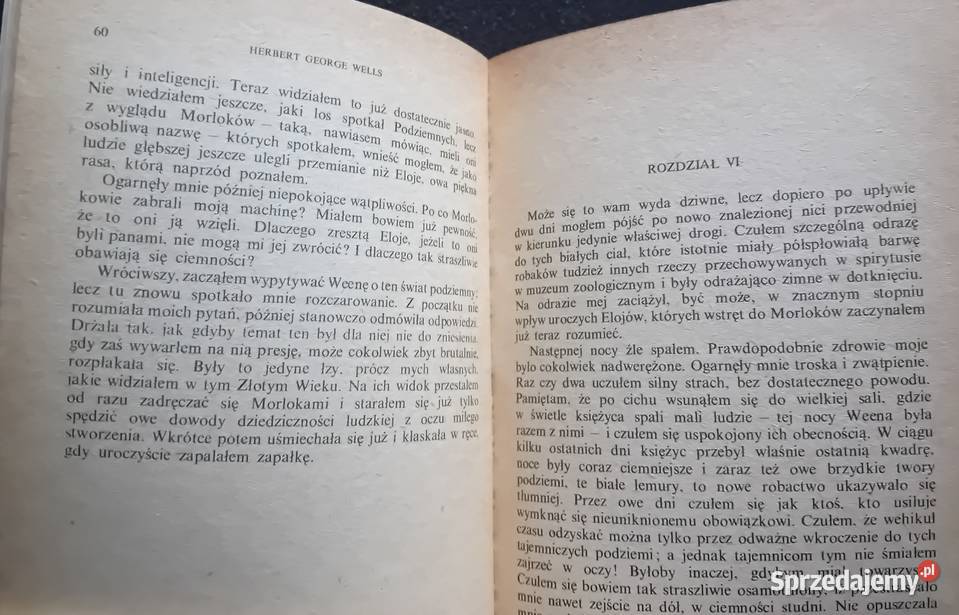 60
HERBERT GEORGE WELLS
siły i inteligencji. Teraz widziałem to już dostatecznie jasno.
Nie wiedziałem jeszcze, jaki los spotkał Podziemnych, lecz
z wyglądu Morloków – taką, nawiasem mówiąc, mieli oni
osobliwą nazwę – których spotkałem, wnieść mogłem, że jako
ludzie głębszej jeszcze ulegli przemianie niż Eloje, owa piękna
rasa, którą naprzód poznałem.
Ogarnęły mnie później niepokojące wątpliwości. Po co Morlo-
kowie zabrali moją machinę? Miałem bowiem już pewność,
że to oni ją wzięli. Dlaczego zresztą Eloje, jeżeli to oni
byli panami, nie mogą mi jej zwrócić? I dlaczego tak straszliwie
obawiają się ciemności?
Wróciwszy, zacząłem wypytywać Weenę o ten świat podziemny;
lecz tu znowu spotkało mnie rozczarowanie. Z początku nie
rozumiała moich pytań, później stanowczo odmówiła odpowiedzi.
Drżała tak, jak gdyby temat ten był dla niej nie do zniesienia,
gdy zaś wywarłem na nią presję, może cokolwiek zbyt brutalnie,
rozpłakała się. Były to jedyne łzy, prócz mych własnych,
jakie widziałem w tym Złotym Wieku. Na ich widok przestałem
od razu zadręczać się Morlokami i starałem się już tylko
spędzić owe dowody dziedziczności ludzkiej z oczu miłego
stworzenia. Wkrótce potem uśmiechała się już i klaskała w ręce,
gdy uroczyście zapalałem zapałkę.
ROZDZIAŁ VI
Może się to wam wyda dziwne, lecz dopiero po upływie
dwu dni mogłem pójść po nowo znalezionej nici przewodniej
w kierunku jedynie właściwej drogi. Czułem szczególną odrazę
do tych białych ciał, które istotnie miały półspłowiałą barwę
robaków tudzież innych rzeczy przechowywanych w spirytusie
w muzeum zoologicznym i były odrażająco zimne w dotknięciu.
Na odrazie mej zaciążył, być może, w znacznym stopniu
wpływ uroczych Elojów, których wstręt do Morloków zaczynałem
już teraz rozumieć.
Następnej nocy źle spałem. Prawdopodobnie zdrowie moje
było cokolwiek nadwerężone. Ogarnęły mnie troska i zwątpienie.
Raz czy dwa uczułem silny strach, bez dostatecznego powodu.
Pamiętam, że po cichu wsunąłem się do wielkiej sali, gdzie
w świetle księżyca spali mali ludzie – tej nocy Weena była
razem z nimi – i czułem się uspokojony ich obecnością. W ciągu
kilku ostatnich dni księżyc przebył właśnie ostatnią kwadrę,
noce były coraz ciemniejsze i zaraz też owe brzydkie twory
podziemi, te białe lemury, to nowe robactwo ukazywało się
tłumniej. Przez owe dni czułem się jak ktoś, kto usiłuje
wymknąć się nieuniknionemu obowiązkowi. Czułem, że wehikuł
czasu odzyskać można tylko przez odważne wkroczenie do tych
tajemniczych podziemi; a jednak tajemnicom tym nie śmiałem
zajrzeć w oczy! Byłoby inaczej, gdybym miał
Czułem się bowiem tak straszliwie
mnie nawet zejście na dół, w ciemności studni. Nie opuszczała
Sprzedajemy.pl